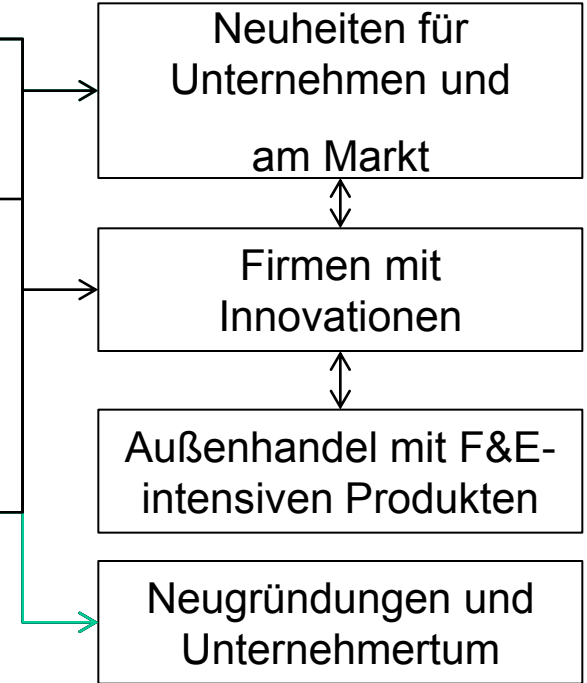 Neuheiten für
Unternehmen und
am Markt
Firmen mit
Innovationen
Außenhandel mit F&E-
intensiven Produkten
Neugründungen und
Unternehmertum